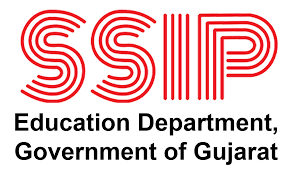 SSIP
Education Department,
Government of Gujarat